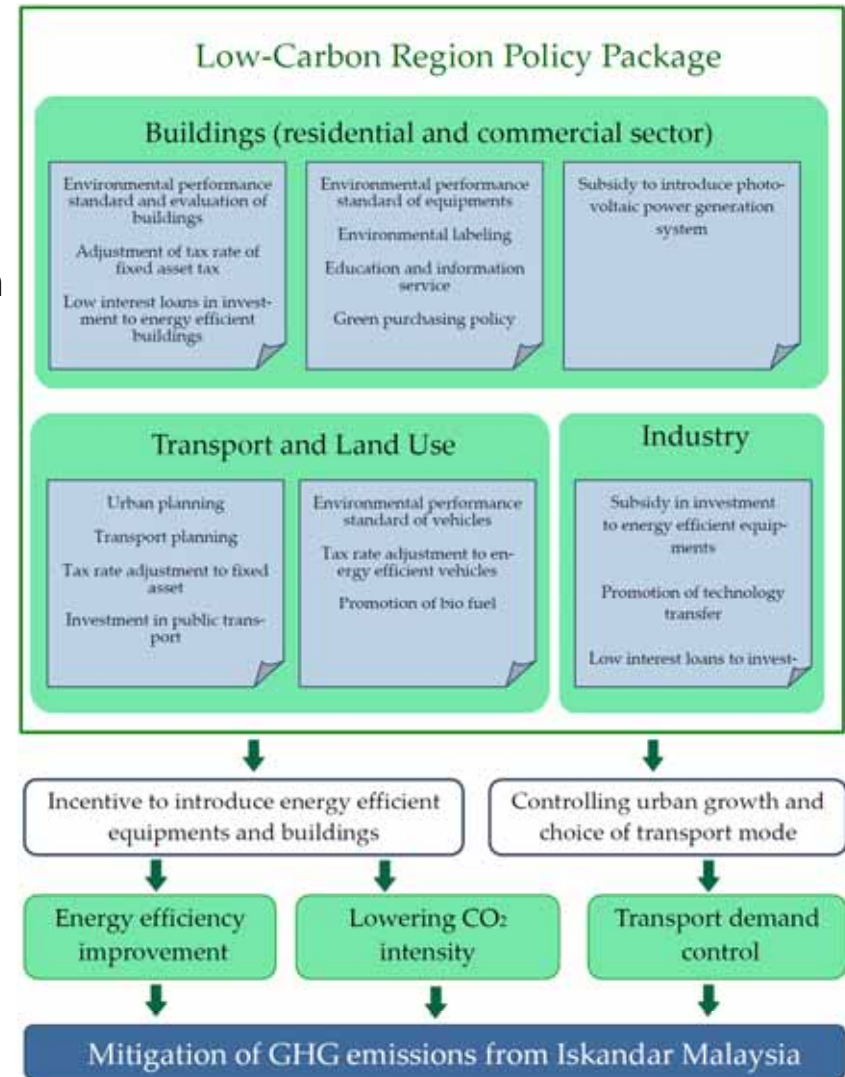 Low-Carbon Region Policy Package
Buildings (residential and commercial sector)
Environmental performance
standard and evaluation of
buildings
Adjustment of tax rate of
fixed asset tax
Low interest loans in invest-
ment to energy efficient
buildings
Environmental performance
standard of equipments
Environmental labeling
Education and information
service
Green purchasing policy
Subsidy to introduce photo-
voltaic power generation
system
Transport and Land Use
Urban planning
Transport planning
Tax rate adjustment to fixed
asset
Investment in public trans-
port
Environmental performance
standard of vehicles
Tax rate adjustment to en-
ergy efficient vehicles
Promotion of bio fuel
Industry
Subsidy in investment
to energy efficient equip-
ments
Promotion of technology
transfer
Low interest loans to invest-
Incentive to introduce energy efficient
equipments and buildings
Controlling urban growth and
choice of transport mode
Energy efficiency
improvement
Lowering CO₂
intensity
Transport demand
control
Mitigation of GHG emissions from Iskandar Malaysia